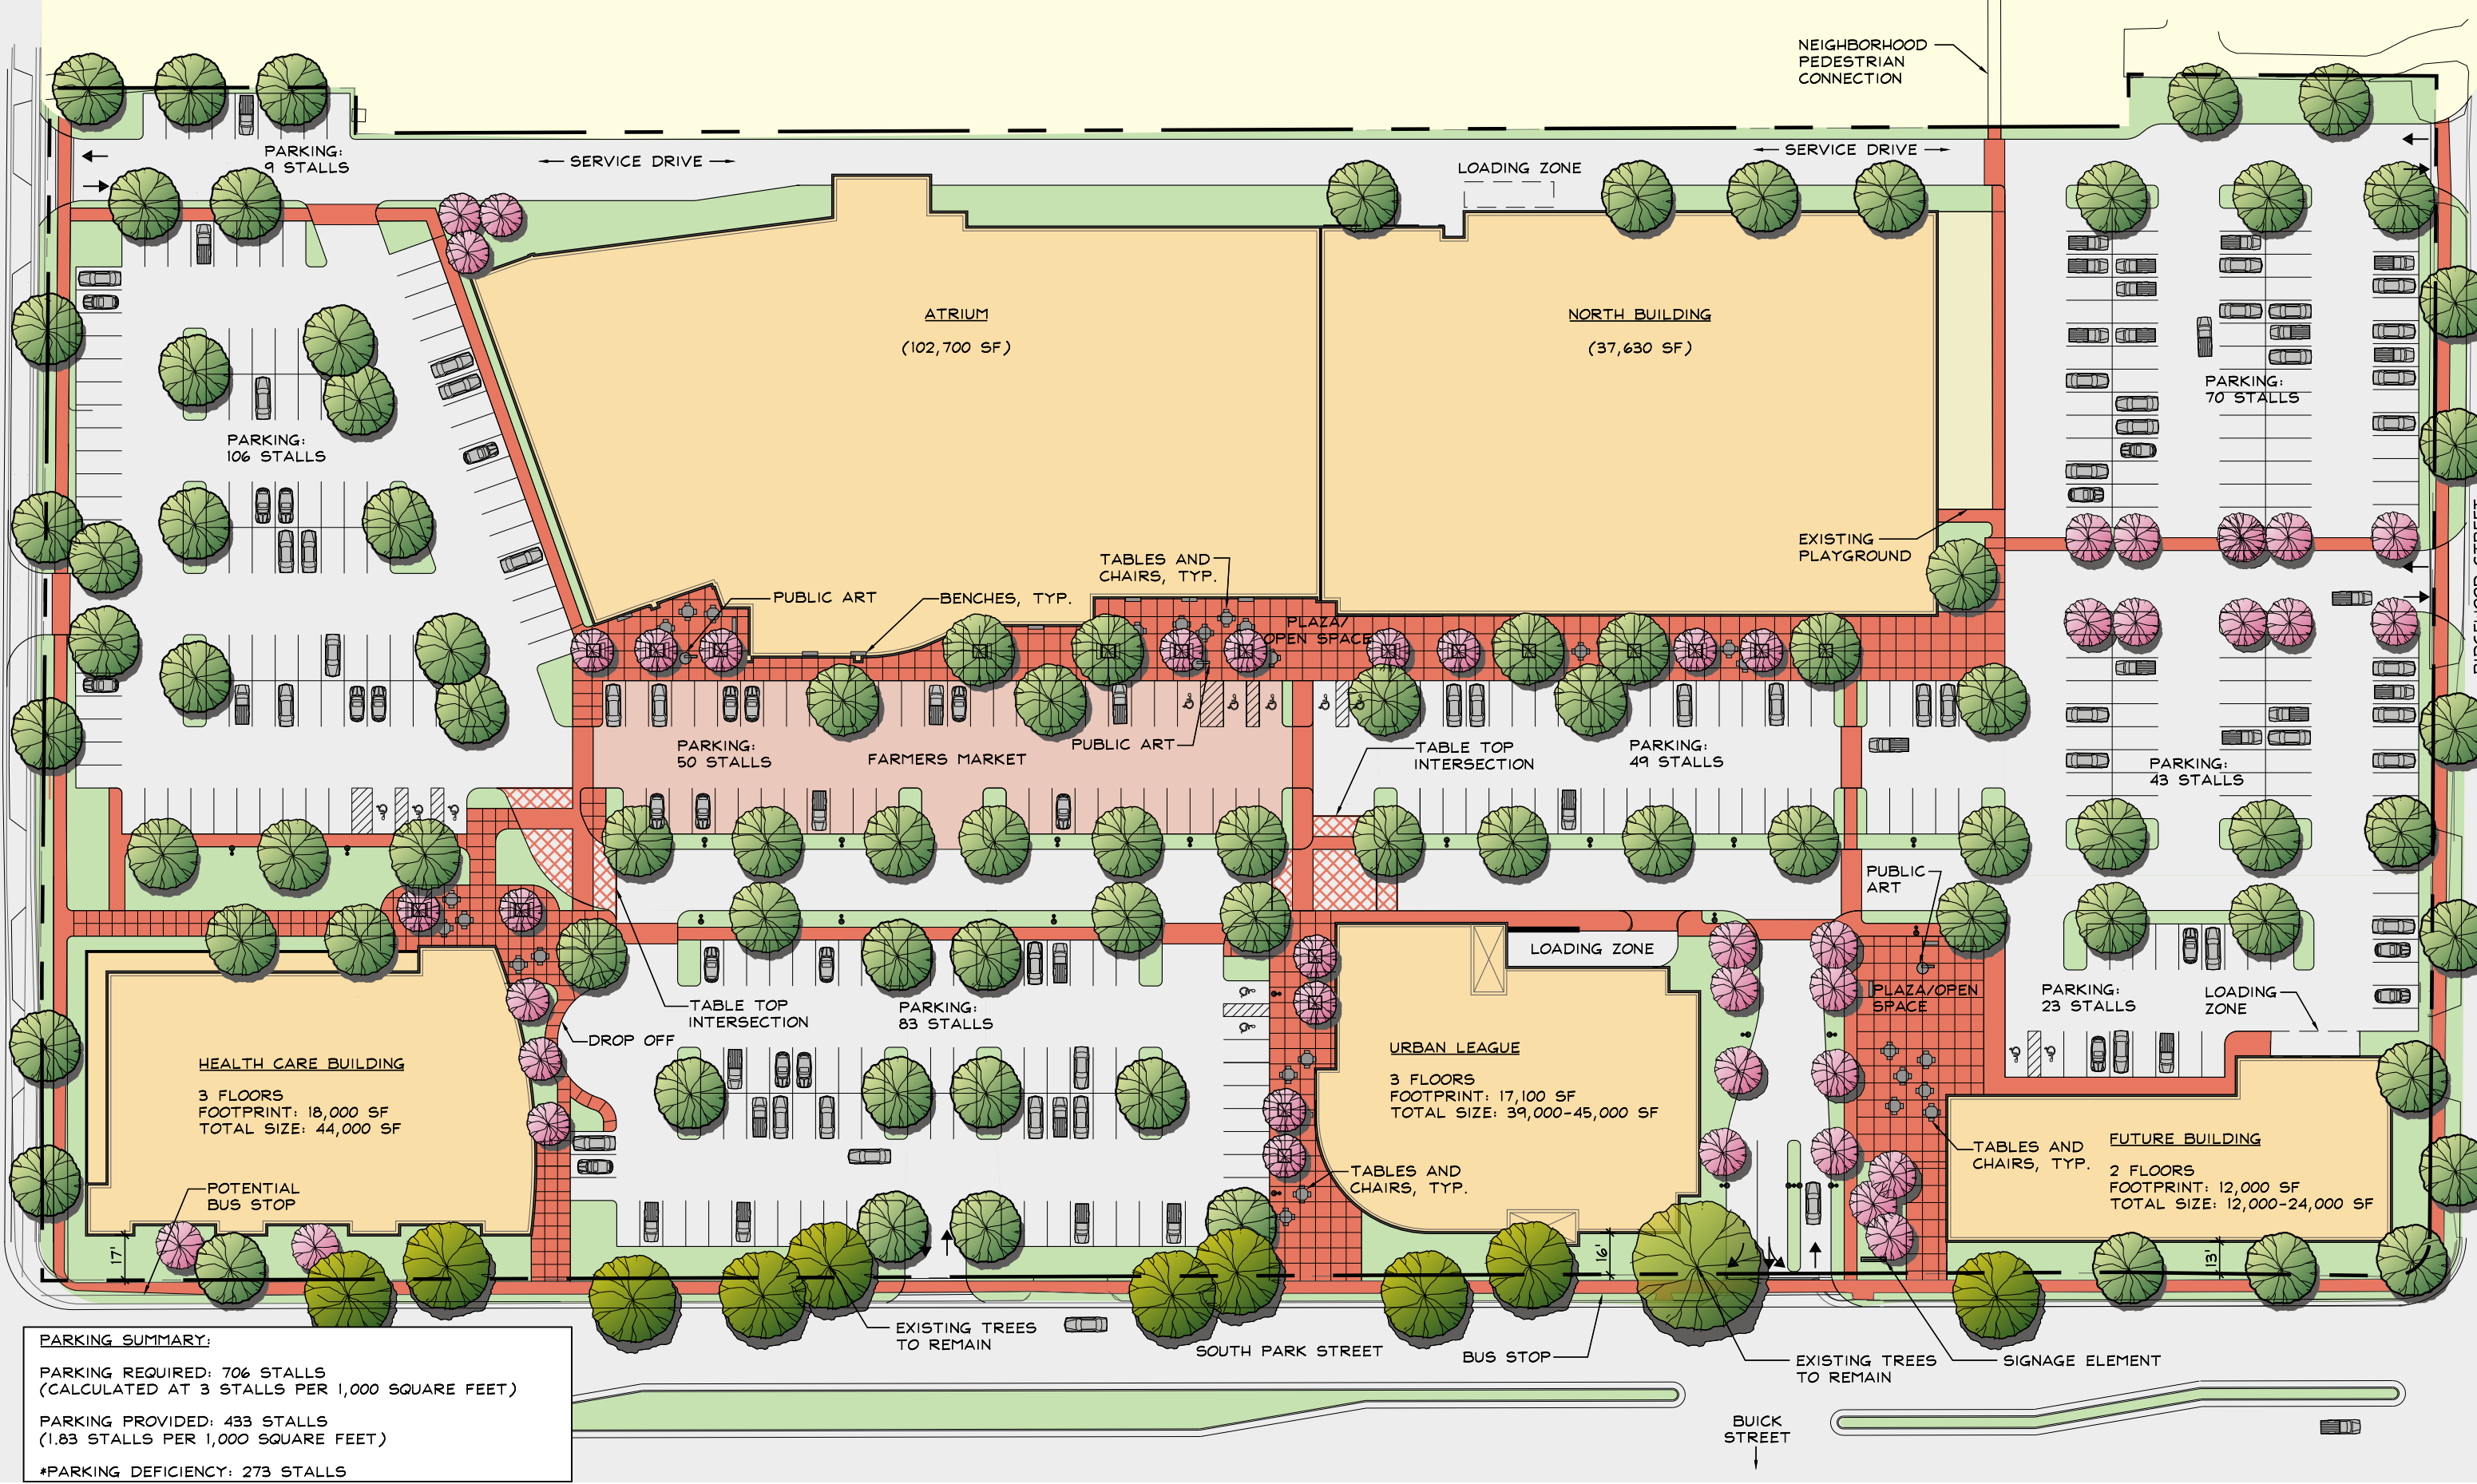 NEIGHBORHOOD
PEDESTRIAN
CONNECTION
PARKING:
9 STALLS
SERVICE DRIVE
LOADING ZONE
SERVICE DRIVE
ATRIUM
(102,700 SF)
NORTH BUILDING
(37,630 SF)
PARKING:
70 STALLS
PARKING:
106 STALLS
EXISTING
PLAYGROUND
TABLES AND
CHAIRS, TYP.
PUBLIC ART
BENCHES, TYP.
PLAZA/
OPEN SPACE
PARKING:
50 STALLS
FARMERS MARKET
PUBLIC ART
TABLE TOP
INTERSECTION
PARKING:
49 STALLS
PARKING:
43 STALLS
PUBLIC
ART
LOADING ZONE
PLAZA/OPEN
SPACE
PARKING:
23 STALLS
LOADING
ZONE
TABLE TOP
INTERSECTION
PARKING:
83 STALLS
DROP OFF
HEALTH CARE BUILDING
3 FLOORS
FOOTPRINT: 18,000 SF
TOTAL SIZE: 44,000 SF
URBAN LEAGUE
3 FLOORS
FOOTPRINT: 17,100 SF
TOTAL SIZE: 39,000-45,000 SF
TABLES AND
CHAIRS, TYP.
TABLES AND
CHAIRS, TYP.
FUTURE BUILDING
2 FLOORS
FOOTPRINT: 12,000 SF
TOTAL SIZE: 12,000-24,000 SF
POTENTIAL
BUS STOP
17'
16'
13'
EXISTING TREES
TO REMAIN
SOUTH PARK STREET
BUS STOP
EXISTING TREES
TO REMAIN
SIGNAGE ELEMENT
BUICK
STREET
PARKING SUMMARY:
PARKING REQUIRED: 706 STALLS
(CALCULATED AT 3 STALLS PER 1,000 SQUARE FEET)
PARKING PROVIDED: 433 STALLS
(1.83 STALLS PER 1,000 SQUARE FEET)
*PARKING DEFICIENCY: 273 STALLS